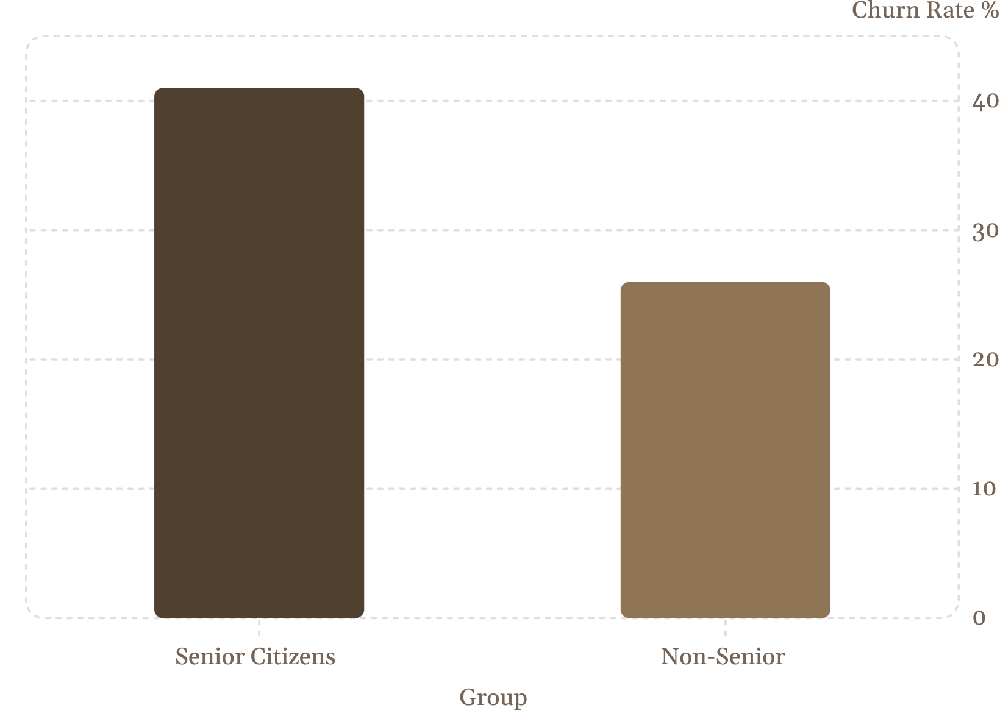 Churn Rate %
40
30
20
10
0
Senior Citizens
Non-Senior
Group